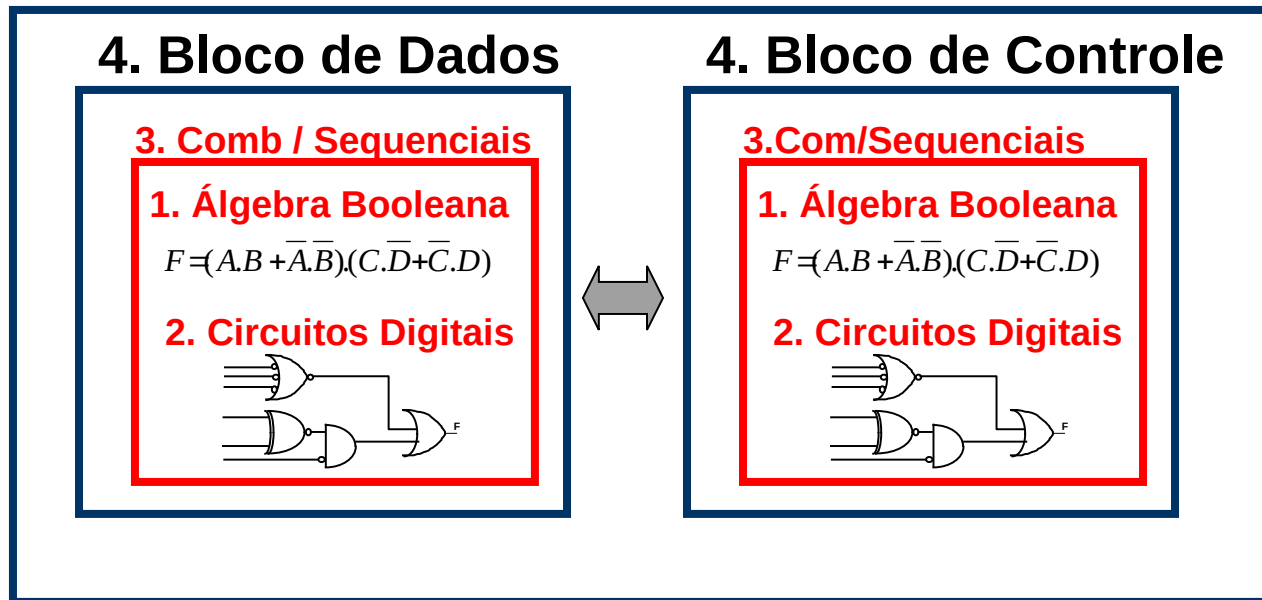 4. Bloco de Dados
4. Bloco de Controle
3. Comb / Sequenciais
1. Álgebra Booleana
F=(A.B+A̅.B̅).(C.D̅+C̅.D)
2. Circuitos Digitais
F
3.Com/Sequenciais
1. Álgebra Booleana
F=(A.B+A̅.B̅).(C.D̅+C̅.D)
2. Circuitos Digitais
F